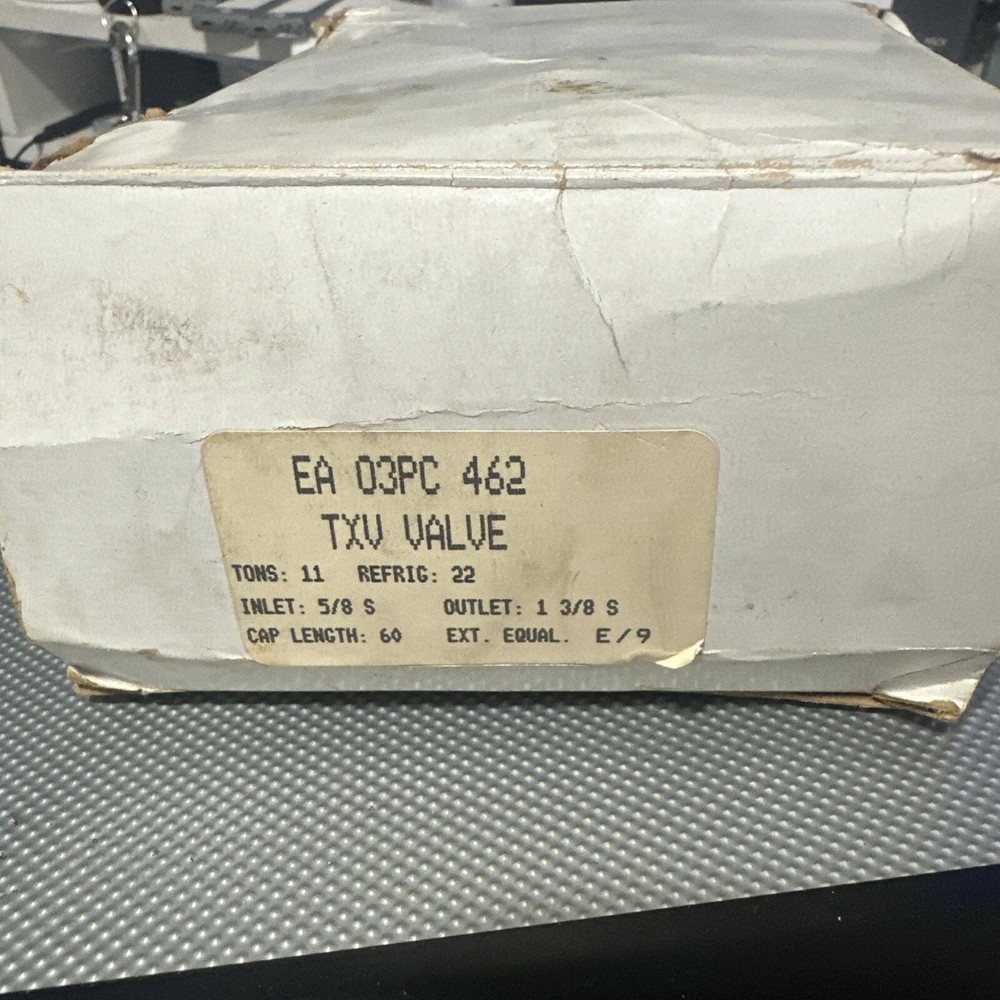 EA 03PC 462
TXV VALVE
TONS: 11 REFRIG: 22
INLET: 5/8 S OUTLET: 1 3/8 S
CAP LENGTH: 60 EXT. EQUAL. E/9